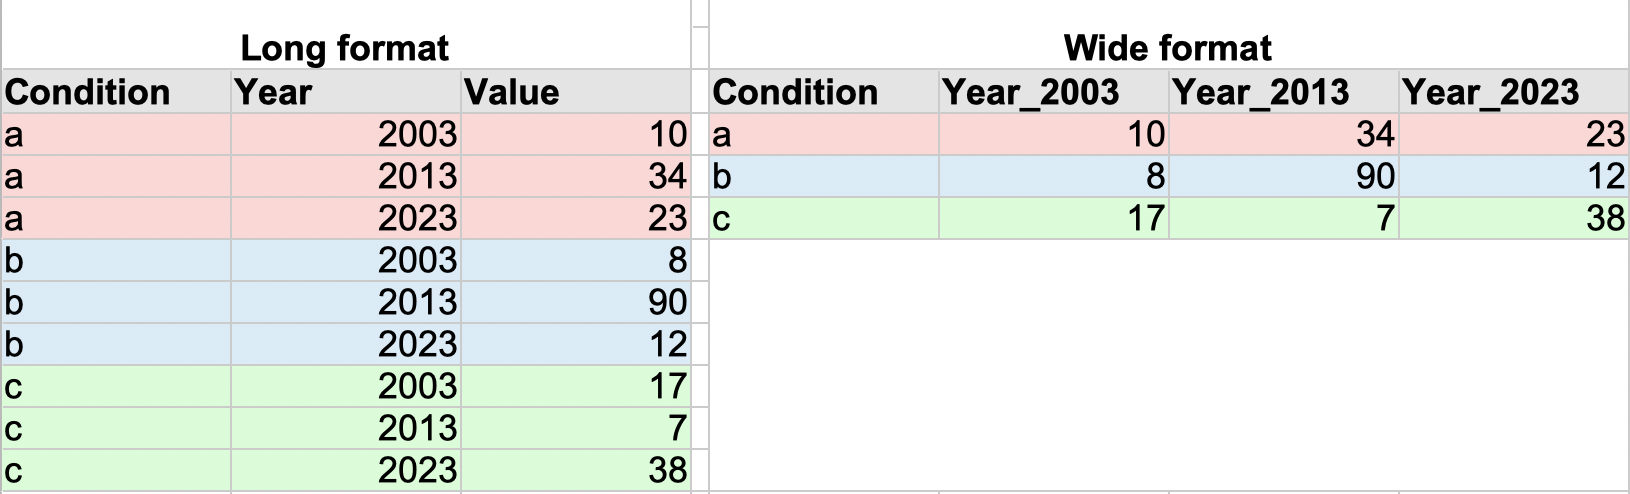 Long format
Condition Year Value
a 2003 10
a 2013 34
a 2023 23
b 2003 8
b 2013 90
b 2023 12
c 2003 17
c 2013 7
c 2023 38
Wide format
Condition Year_2003 Year_2013 Year_2023
a 10 34 23
b 8 90 12
c 17 7 38